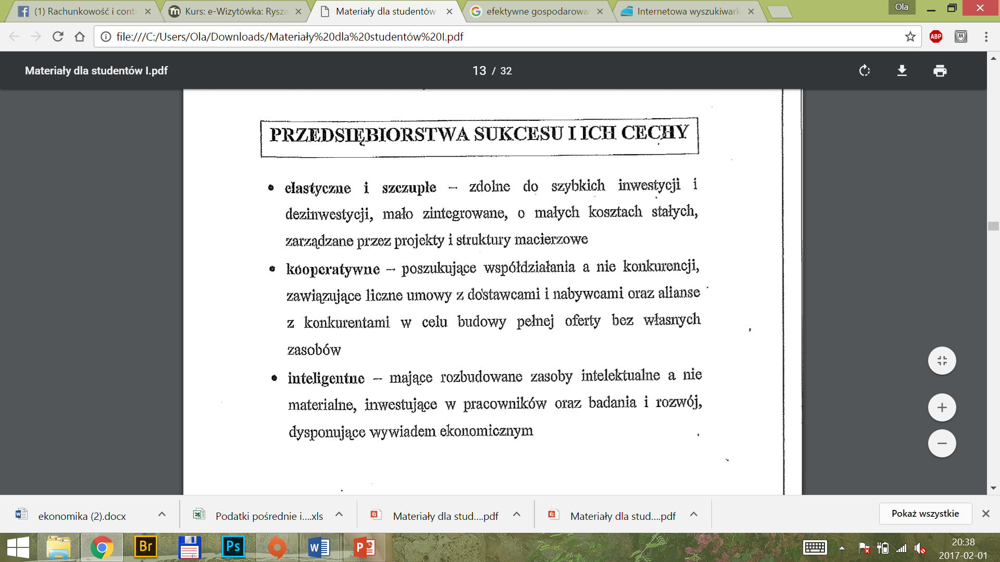 (1) Rachunkowość i cont
Kurs: e-Wizytówka: Rysza
Materiały dla studentów
efektywne gospodarowa
Internetowa wyszukiwark
Ola
file:///C:/Users/Ola/Downloads/Materiały%20dla%20studentów%20I.pdf
ABP
Materiały dla studentów I.pdf
13 / 32
PRZEDSIĘBIORSTWA SUKCESU I ICH CECHY
• elastyczne i szczupłe – zdolne do szybkich inwestycji i
dezinwestycji, mało zintegrowane, o małych kosztach stałych,
zarządzane przez projekty i struktury macierzowe
• kooperatywne – poszukujące współdziałania a nie konkurencji,
zawiązujące liczne umowy z dostawcami i nabywcami oraz alianse
z konkurentami w celu budowy pełnej oferty bez własnych
zasobów
• inteligentne – mające rozbudowane zasoby intelektualne a nie
materialne, inwestujące w pracowników oraz badania i rozwój,
dysponujące wywiadem ekonomicznym
ekonomika (2).docx
Podatki pośrednie i....xls
Materiały dla stud....pdf
Materiały dla stud....pdf
Pokaż wszystkie
Br
64
Ps
20:38
2017-02-01